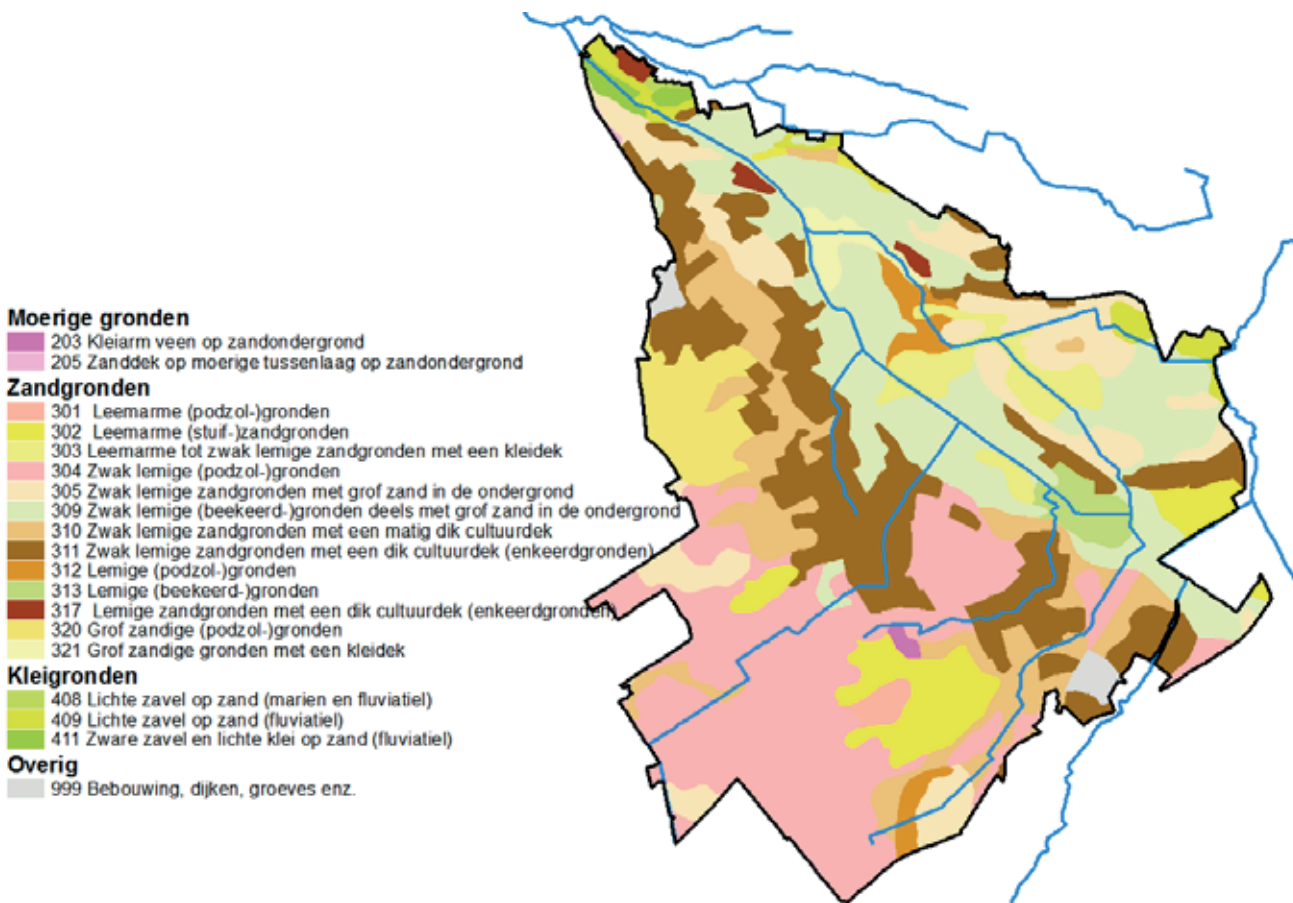 Moerige gronden
203 Kleiarm veen op zandondergrond
205 Zanddek op moerige tussenlaag op zandondergrond
Zandgronden
301 Leemarme (podzol-)gronden
302 Leemarme (stuif-)zandgronden
303 Leemarme tot zwak lemige zandgronden met een kleidek
304 Zwak lemige (podzol-)gronden
305 Zwak lemige zandgronden met grof zand in de ondergrond
309 Zwak lemige (beekeerd-)gronden deels met grof zand in de ondergrond
310 Zwak lemige zandgronden met een matig dik cultuurdek
311 Zwak lemige zandgronden met een dik cultuurdek (enkeerdgronden)
312 Lemige (podzol-)gronden
313 Lemige (beekeerd-)gronden
317 Lemige zandgronden met een dik cultuurdek (enkeerdgronden)
320 Grof zandige (podzol-)gronden
321 Grof zandige gronden met een kleidek
Kleigronden
408 Lichte zavel op zand (marien en fluviatiel)
409 Lichte zavel op zand (fluviatiel)
411 Zware zavel en lichte klei op zand (fluviatiel)
Overig
999 Bebouwing, dijken, groeves enz.